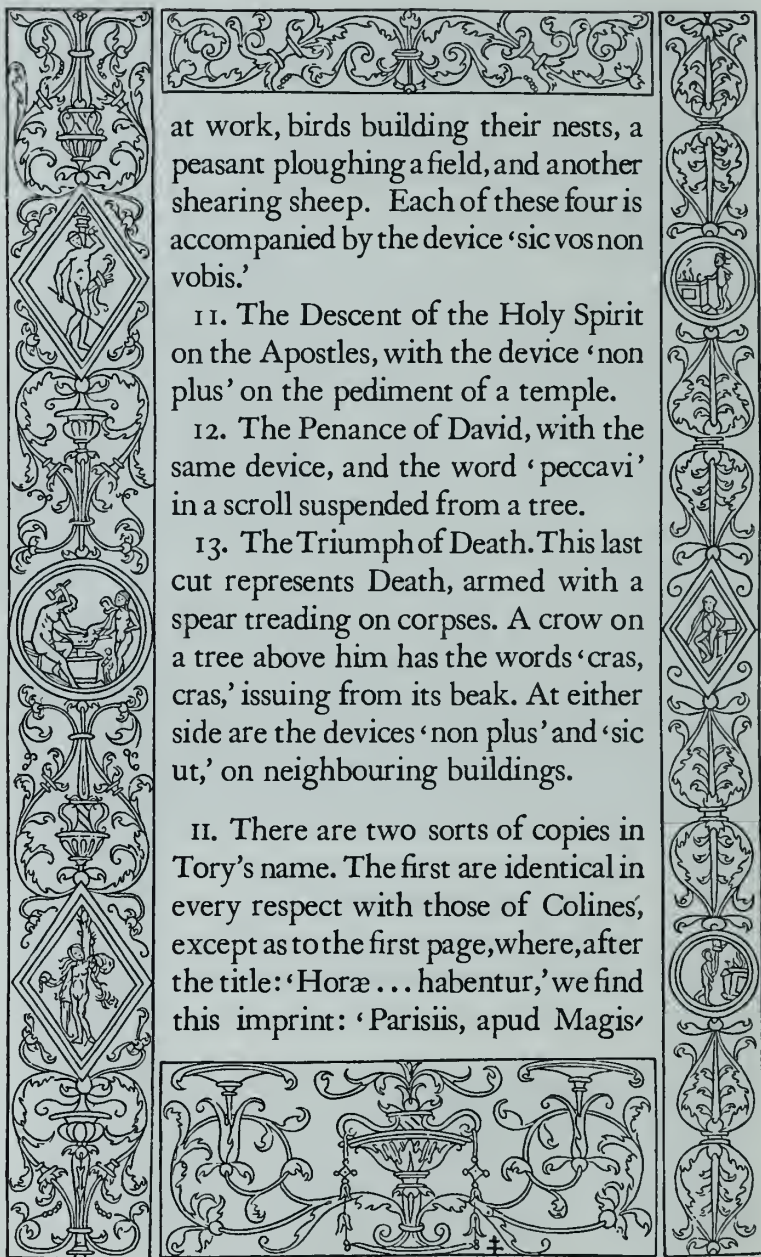 at work, birds building their nests, a
peasant ploughing a field, and another
shearing sheep. Each of these four is
accompanied by the device ‘sic vos non
vobis.’
11. The Descent of the Holy Spirit
on the Apostles, with the device ‘non
plus’ on the pediment of a temple.
12. The Penance of David, with the
same device, and the word ‘peccavi’
in a scroll suspended from a tree.
13. The Triumph of Death. This last
cut represents Death, armed with a
spear treading on corpses. A crow on
a tree above him has the words ‘cras,
cras,’ issuing from its beak. At either
side are the devices ‘non plus’ and ‘sic
ut,’ on neighbouring buildings.
II. There are two sorts of copies in
Tory’s name. The first are identical in
every respect with those of Colines,
except as to the first page, where, after
the title: ‘Horæ ... habentur,’ we find
this imprint: ‘Parisiis, apud Magis-